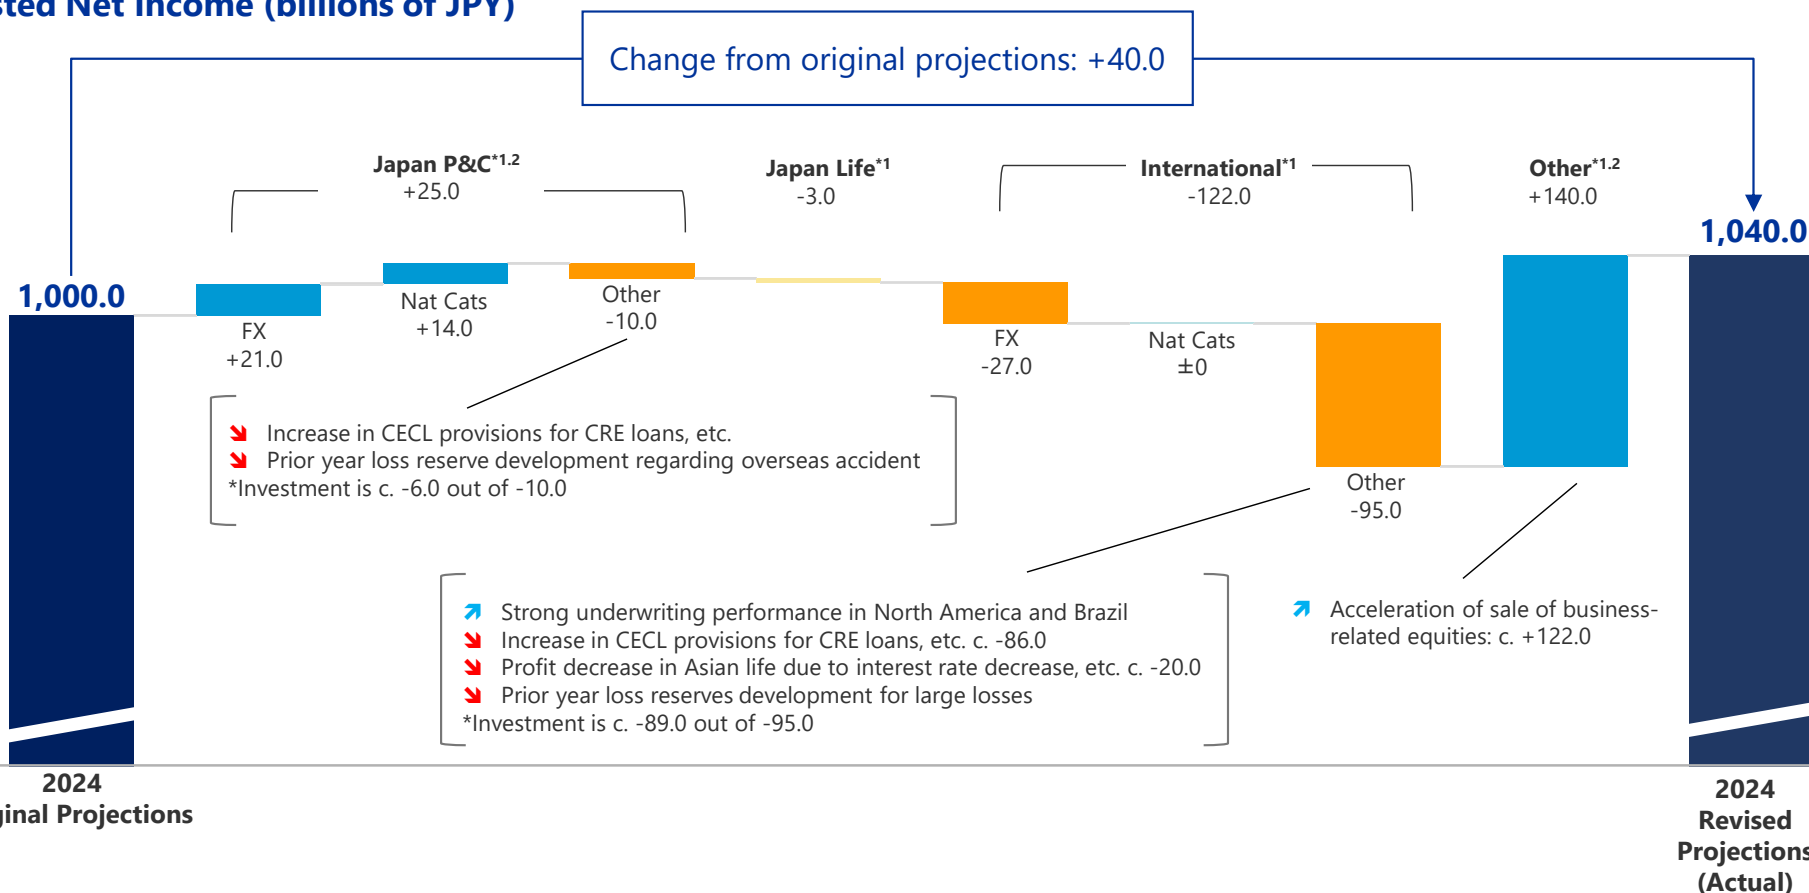 Net Income (billions of JPY)
Change from original projections: +40.0
Japan P&C*1.2
+25.0
Japan Life*1
-3.0
International*1
-122.0
Other*1.2
+140.0
1,000.0
1,040.0
FX
+21.0
Nat Cats
+14.0
Other
-10.0
FX
-27.0
Nat Cats
±0
Other
-95.0
Increase in CECL provisions for CRE loans, etc.
Prior year loss reserve development regarding overseas accident
*Investment is c. -6.0 out of -10.0
Strong underwriting performance in North America and Brazil
Increase in CECL provisions for CRE loans, etc. c. -86.0
Profit decrease in Asian life due to interest rate decrease, etc. c. -20.0
Prior year loss reserves development for large losses
*Investment is c. -89.0 out of -95.0
Acceleration of sale of business-
related equities: c. +122.0
2024
Projections
2024
Revised
Projections
(Actual)